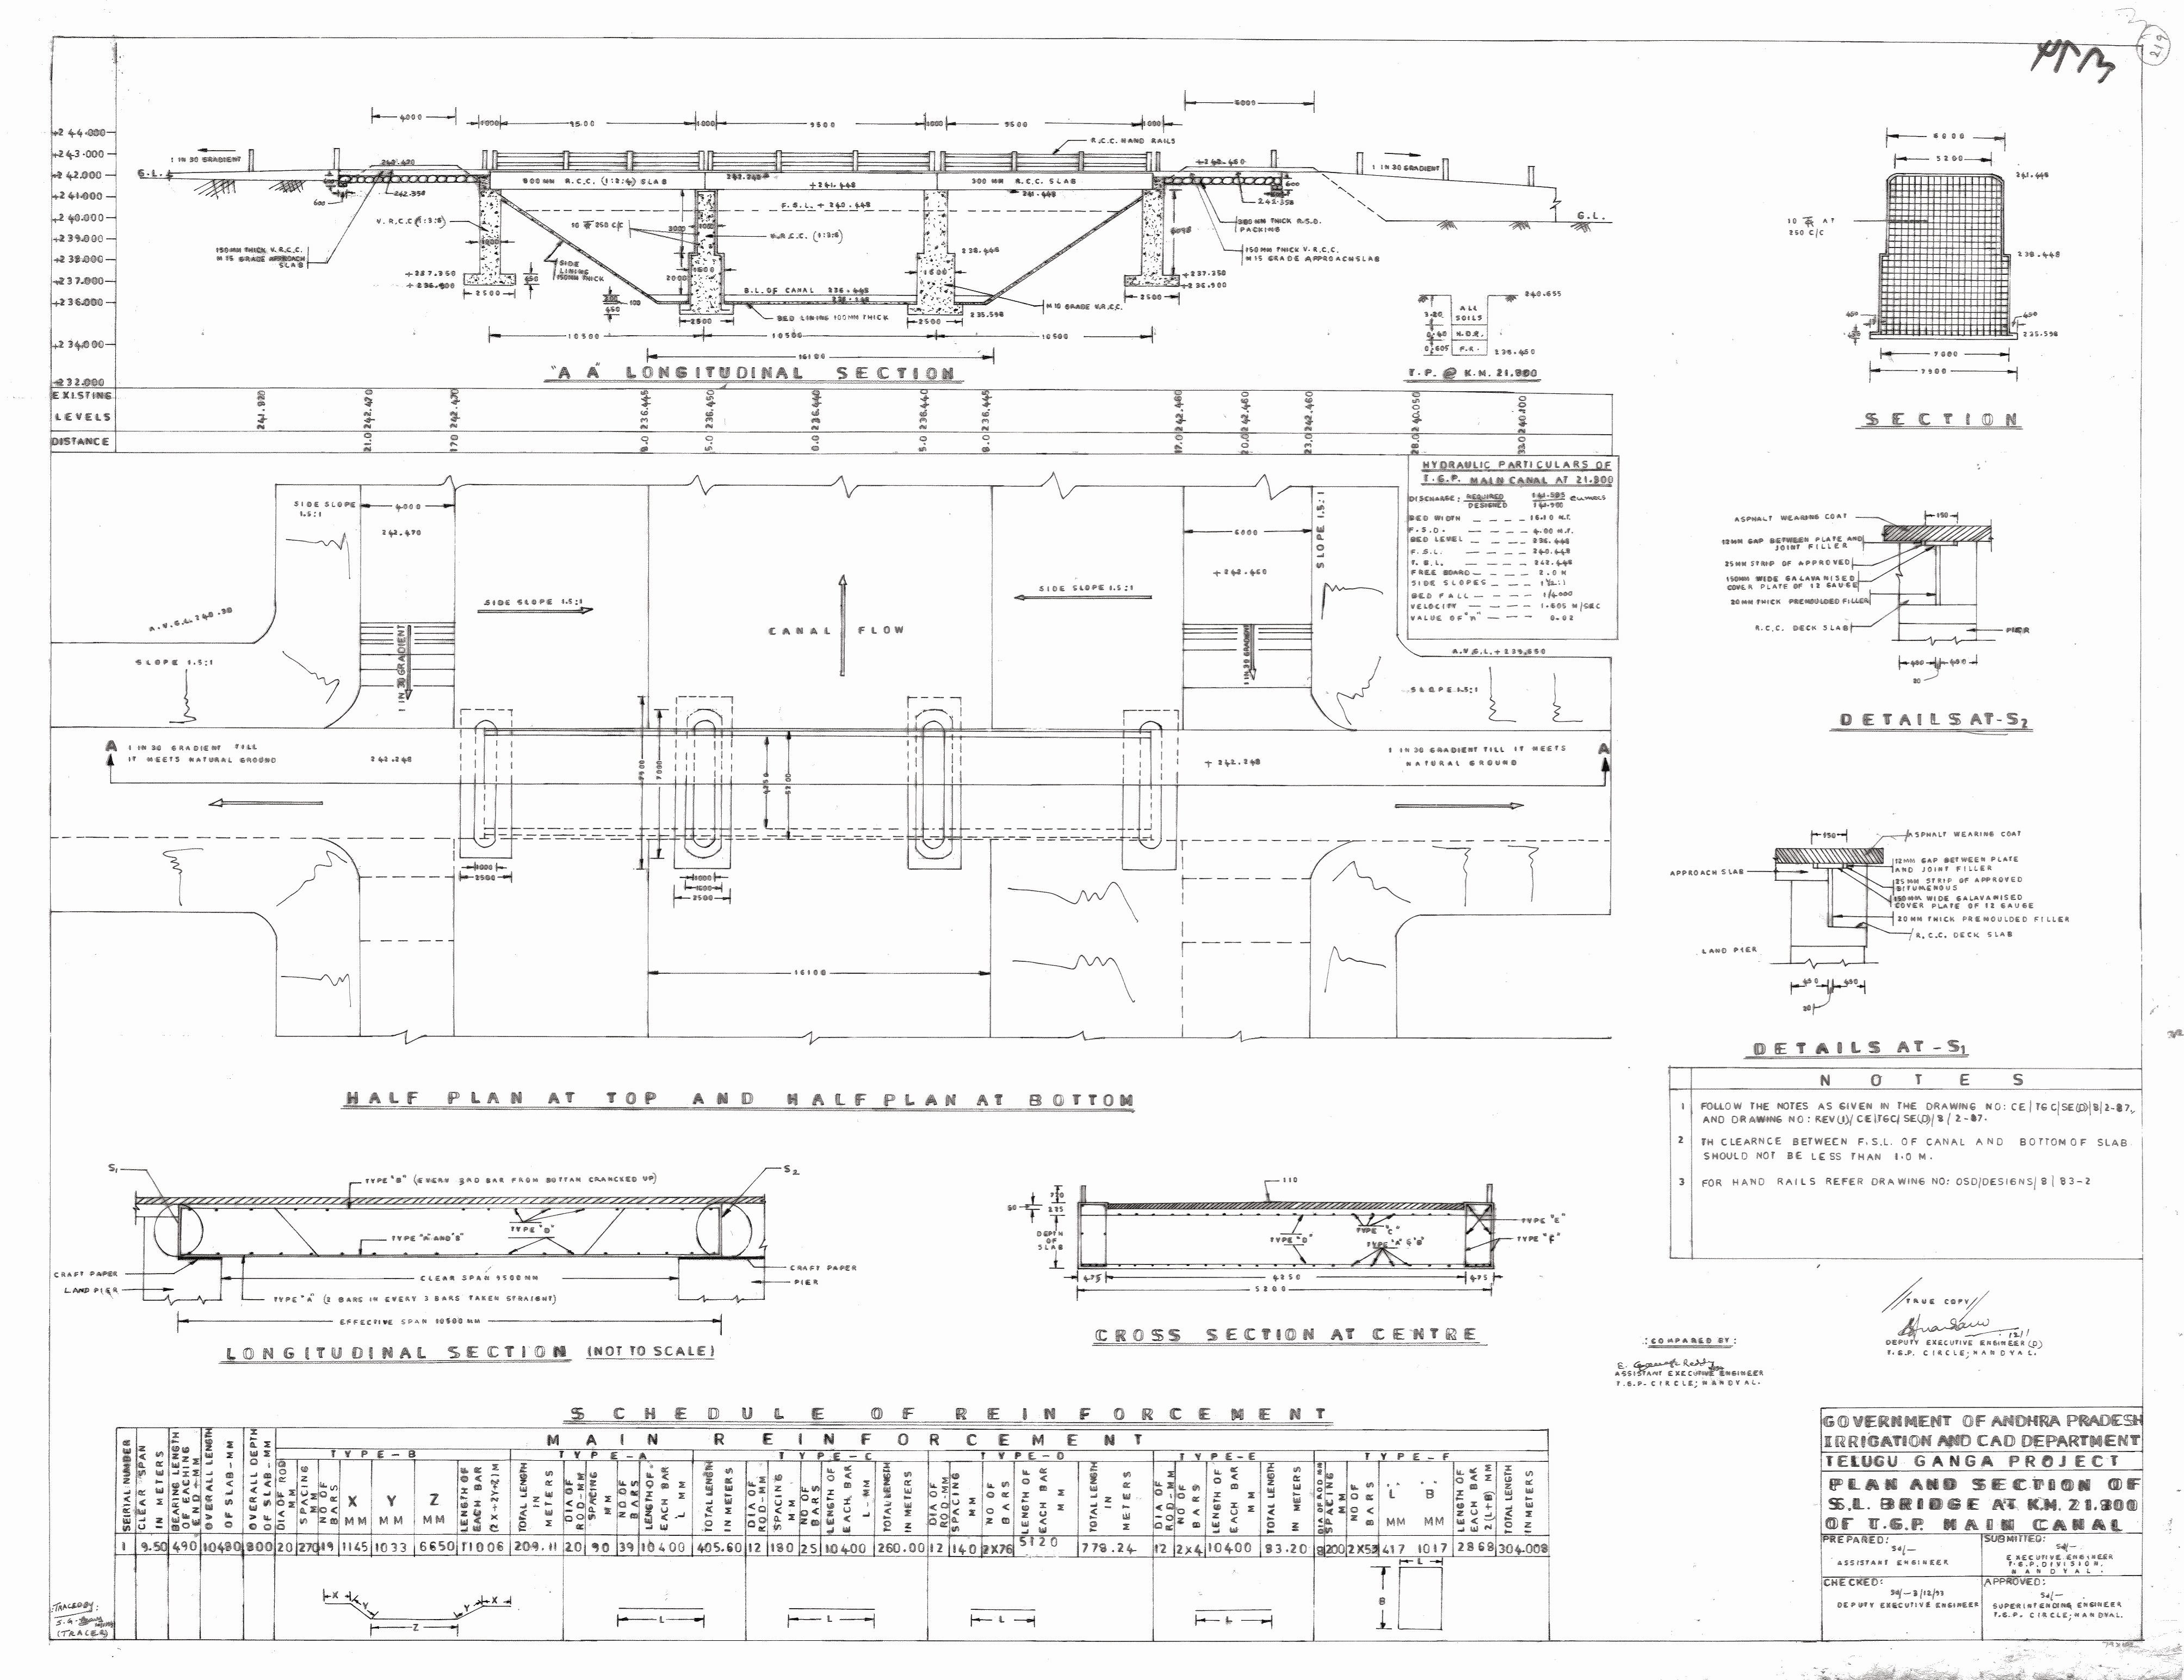 219
4000
1000
9500
1000
9500
1000
9500
1000
6000
R.C.C. HAND RAILS
+244.000
+243.000
+242.000
+241.000
+240.000
+239.000
+238.000
+237.000
+236.000
+234.000
+232.000
1 IN 30 GRADIENT
G.L.
800 MM R.C.C. (1:2:4) SLAB
+241.448
300 MM R.C.C. SLAB
241.448
+242.460
1 IN 30 GRADIENT
G.L.
600
242.350
600
F.S.L. + 240.448
V.R.C.C. (1:3:6)
V.R.C.C. (1:3:6)
150 MM THICK V.R.C.C.
M 15 GRADE APPROACH
SLAB
SIDE
LINING
150MM THICK
+237.350
+236.900
450
2500
2000
1600
1600
238.448
B.L. OF CANAL 236.448
M 10 GRADE V.R.C.C.
BED LINING 100MM THICK
2500
2500
235.598
PACKING
150 MM THICK V.R.C.C.
M 15 GRADE APPROACH SLAB
+237.350
+236.900
2500
10500
10500
10500
16100
"A A" LONGITUDINAL SECTION
240.655
3.20
ALL
SOILS
0.40
H.D.R.
0.605
F.R.
236.450
T.P. @ K.M. 21.800
6000
5200
241.448
10 AT
250 C/C
238.448
450
450
235.598
7000
7900
SECTION
EXISTING
LEVELS
241.920
242.470
242.470
236.445
236.450
236.440
236.440
236.445
242.480
242.460
242.460
240.050
240.100
DISTANCE
21.0
17.0
8.0
5.0
0.0
5.0
8.0
17.0
20.0
23.0
28.0
33.0
HYDRAULIC PARTICULARS OF
T.G.P. MAIN CANAL AT 21.800
DISCHARGE: REQUIRED 141.585 cumecs
DESIGNED
BED WIDTH 16.10 MT.
F.S.D. 4.00 MT.
BED LEVEL 236.448
F.S.L. 240.448
T.B.L. 242.448
FREE BOARD 2.0 M
SIDE SLOPES 1½:1
BED FALL 1/4000
VELOCITY 1.605 M/SEC
VALUE OF "n" 0.02
SIDE SLOPE
1.5:1
4000
242.470
SIDE SLOPE 1.5:1
CANAL FLOW
SIDE SLOPE 1.5:1
6000
+242.460
SLOPE 1.5:1
SLOPE 1.5:1
1 IN 30 GRADIENT
1 IN 30 GRADIENT
A.V.G.L. + 239.650
SLOPE 1.5:1
A 1 IN 30 GRADIENT TILL
IT MEETS NATURAL GROUND
242.248
7900
7000
4250
5200
+ 242.248
1 IN 30 GRADIENT TILL IT MEETS
NATURAL GROUND
A
1000
2500
1000
1600
2500
16100
HALF PLAN AT TOP AND HALF PLAN AT BOTTOM
ASPHALT WEARING COAT
150
12MM GAP BETWEEN PLATE AND
JOINT FILLER
25MM STRIP OF APPROVED
150MM WIDE GALAVANISED
COVER PLATE OF 12 GAUGE
20MM THICK PREMOULDED FILLER
R.C.C. DECK SLAB
PIER
20
DETAILS AT-S2
150
ASPHALT WEARING COAT
12MM GAP BETWEEN PLATE
AND JOINT FILLER
APPROACH SLAB
25MM STRIP OF APPROVED
BITUMENOUS
150MM WIDE GALAVANISED
COVER PLATE OF 12 GAUGE
20MM THICK PREMOULDED FILLER
R.C.C. DECK SLAB
LAND PIER
20
DETAILS AT - S1
NOTES
1 FOLLOW THE NOTES AS GIVEN IN THE DRAWING NO: CE/TGC/SE(D)/8/2-87,
AND DRAWING NO: REV(1)/CE/TGC/SE(D)/8/2-87.
2 TH CLEARNCE BETWEEN F.S.L. OF CANAL AND BOTTOM OF SLAB
SHOULD NOT BE LESS THAN 1.0 M.
3 FOR HAND RAILS REFER DRAWING NO: OSD/DESIGNS/8/83-2
S1
TYPE "B" (EVERY 3RD BAR FROM BOTTAN CRANCKED UP)
S2
TYPE "D"
TYPE "A" AND "B"
CRAFT PAPER
LAND PIER
CLEAR SPAN 9500MM
CRAFT PAPER
PIER
TYPE "A" (2 BARS IN EVERY 3 BARS TAKEN STRAIGHT)
EFFECTIVE SPAN 10500 MM
LONGITUDINAL SECTION (NOT TO SCALE)
110
50
225
DEPTH
OF
SLAB
TYPE "D"
TYPE "C"
TYPE "A" & "B"
TYPE "E"
TYPE "F"
475
4250
475
5200
CROSS SECTION AT CENTRE
:COMPARED BY:
ASSISTANT EXECUTIVE ENGINEER
T.G.P. CIRCLE; NANDYAL.
//TRUE COPY//
DEPUTY EXECUTIVE ENGINEER (D)
T.G.P. CIRCLE; NANDYAL.
SCHEDULE OF REINFORCEMENT
MAIN REINFORCEMENT
TYPE-B TYPE-A TYPE-C TYPE-D TYPE-E TYPE-F
SEIRIAL NUMBER
CLEAR SPAN IN METERS
BEARING LENGTH OF EACHING END-MM
OVERALL LENGTH OF SLAB-MM
OVERALL DEPTH OF SLAB-MM
DIA OF ROD MM
SPACING MM
NO OF BARS
X MM
Y MM
Z MM
LENGTH OF EACH BAR (2X+2Y+Z)M
TOTAL LENGTH IN METERS
DIA OF ROD-MM
SPACING MM
NO OF BARS
LENGTH OF EACH BAR L MM
TOTAL LENGTH IN METERS
DIA OF ROD-MM
SPACING MM
NO OF BARS
LENGTH OF EACH BAR L-MM
TOTAL LENGTH IN METERS
DIA OF ROD-MM
SPACING MM
NO OF BARS
LENGTH OF EACH BAR MM
TOTAL LENGTH IN METERS
DIA OF ROD-MM
NO OF BARS
LENGTH OF EACH BAR MM
TOTAL LENGTH IN METERS
DIA OF ROD MM
SPACING MM
NO OF BARS
L MM
B MM
LENGTH OF EACH BAR 2(L+B) MM
TOTAL LENGTH IN METERS
1 9.50 490 10480 800 20 270 19 1145 1033 6650 11006 209.11 20 90 39 10400 405.60 12 180 25 10400 260.00 12 140 2X76 5120 778.24 12 2X4 10400 83.20 8 200 2X53 417 1017 2868 304.008
X Y Z Y X
L
L
L
L
L
B
TRACED BY:
(TRACER)
GOVERNMENT OF ANDHRA PRADESH
IRRIGATION AND CAD DEPARTMENT
TELUGU GANGA PROJECT
PLAN AND SECTION OF
S.L. BRIDGE AT KM. 21.800
OF T.G.P. MAIN CANAL
PREPARED:
Sd/-
ASSISTANT ENGINEER
SUBMITTED:
Sd/-
EXECUTIVE ENGINEER
T.G.P. DIVISION.
NANDYAL.
CHECKED:
Sd/- 3/12/93
DEPUTY EXECUTIVE ENGINEER
APPROVED:
Sd/-
SUPERINTENDING ENGINEER
T.G.P. CIRCLE; NANDYAL.